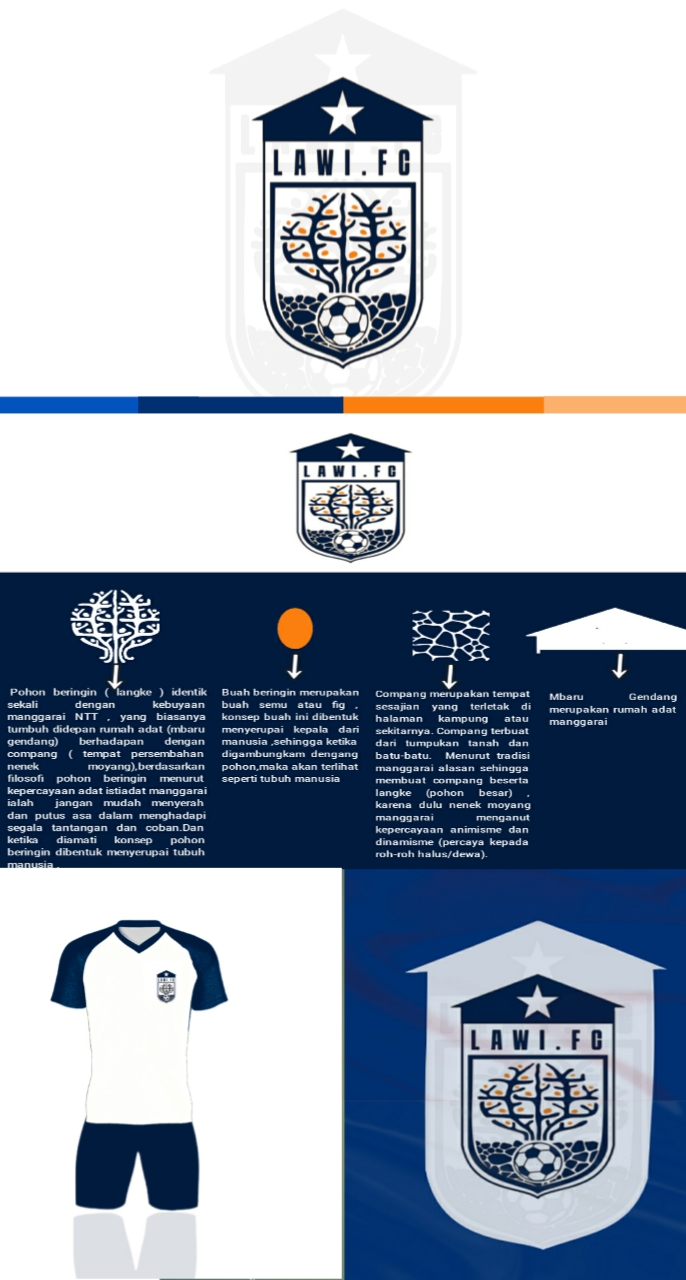 LAWI.FC
LAWI.FC
Pohon beringin ( langke ) identik
sekali dengan kebuyaan
manggarai NTT , yang biasanya
tumbuh didepan rumah adat (mbaru
gendang) berhadapan dengan
compang ( tempat persembahan
nenek moyang),berdasarkan
filosofi pohon beringin menurut
kepercayaan adat istiadat manggarai
ialah jangan mudah menyerah
dan putus asa dalam menghadapi
segala tantangan dan coban.Dan
ketika diamati konsep pohon
beringin dibentuk menyerupai tubuh
manusia .
Buah beringin merupakan
buah semu atau fig ,
konsep buah ini dibentuk
menyerupai kepala dari
manusia ,sehingga ketika
digambungkam dengang
pohon,maka akan terlihat
seperti tubuh manusia
Compang merupakan tempat
sesajian yang terletak di
halaman kampung atau
sekitarnya. Compang terbuat
dari tumpukan tanah dan
batu-batu. Menurut tradisi
manggarai alasan sehingga
membuat compang beserta
langke (pohon besar) ,
karena dulu nenek moyang
manggarai menganut
kepercayaan animisme dan
dinamisme (percaya kepada
roh-roh halus/dewa).
Mbaru Gendang
merupakan rumah adat
manggarai
LAWI.FC
LAWI.FC